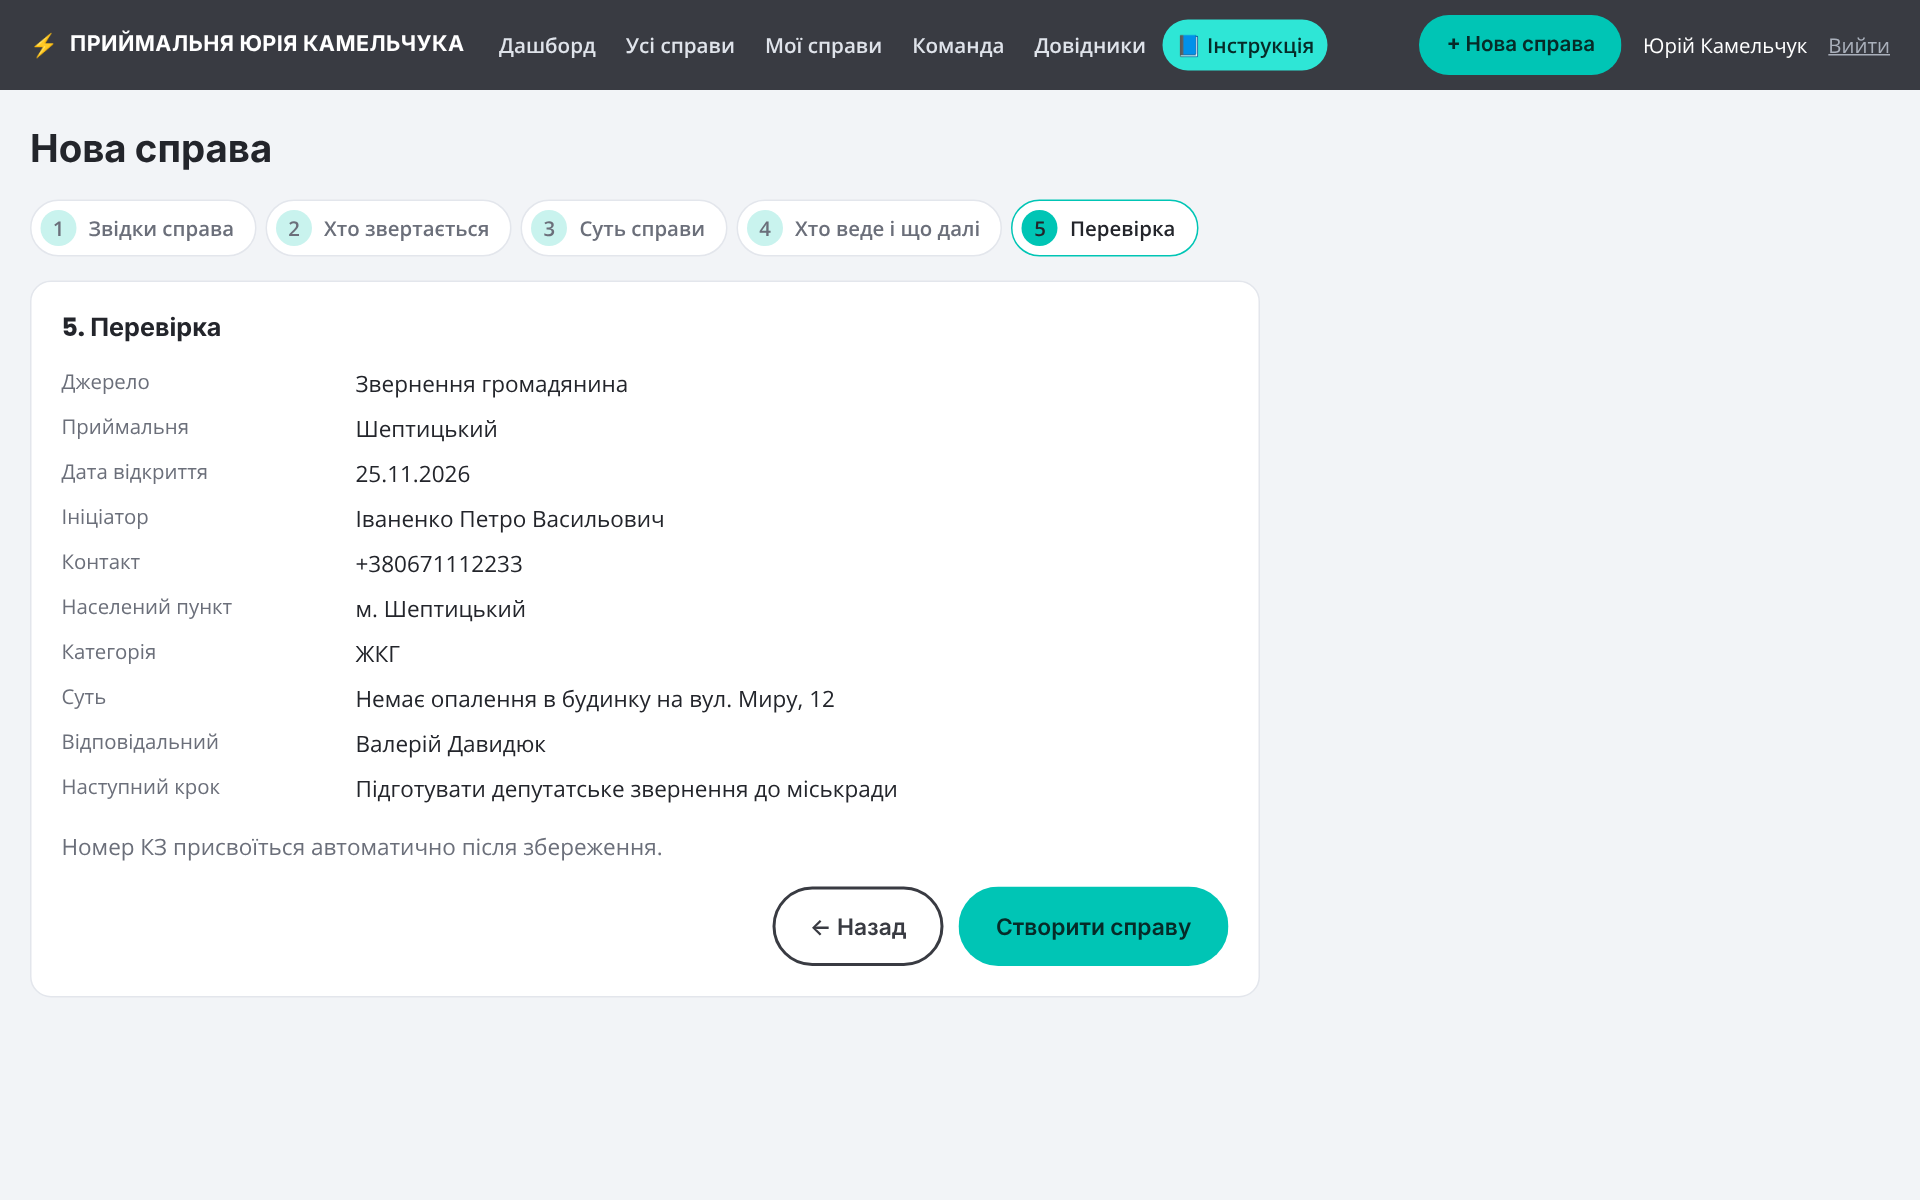 ⚡ ПРИЙМАЛЬНЯ ЮРІЯ КАМЕЛЬЧУКА Дашборд Усі справи Мої справи Команда Довідники 📘 Інструкція + Нова справа Юрій Камельчук Вийти
Нова справа
1 Звідки справа 2 Хто звертається 3 Суть справи 4 Хто веде і що далі 5 Перевірка
5. Перевірка
Джерело Звернення громадянина
Приймальня Шептицький
Дата відкриття 25.11.2026
Ініціатор Іваненко Петро Васильович
Контакт +380671112233
Населений пункт м. Шептицький
Категорія ЖКГ
Суть Немає опалення в будинку на вул. Миру, 12
Відповідальний Валерій Давидюк
Наступний крок Підготувати депутатське звернення до міськради
Номер КЗ присвоїться автоматично після збереження.
← Назад Створити справу